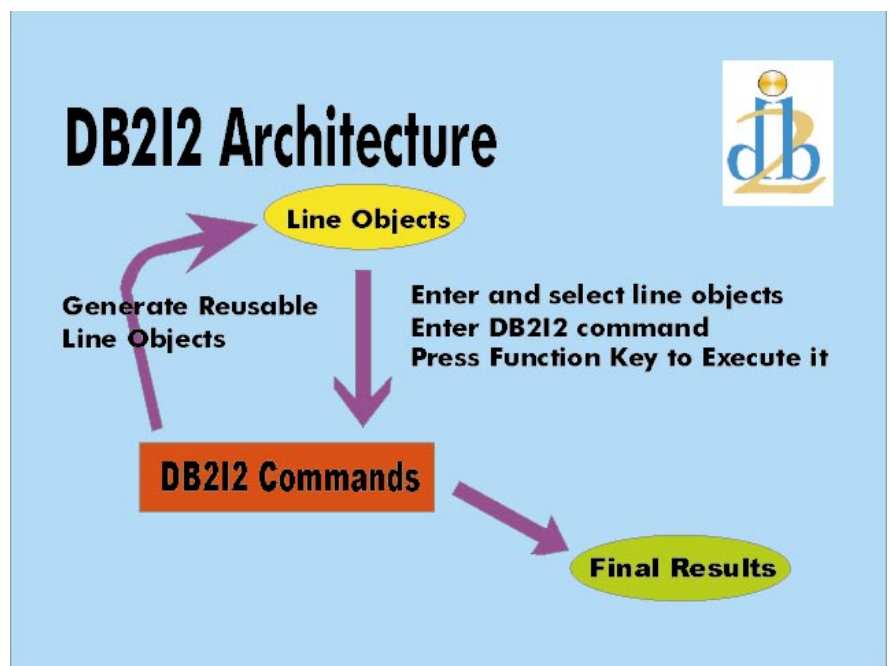 DB2I2 Architecture
db2i
Line Objects
Generate Reusable
Line Objects
Enter and select line objects
Enter DB2I2 command
Press Function Key to Execute it
DB2I2 Commands
Final Results